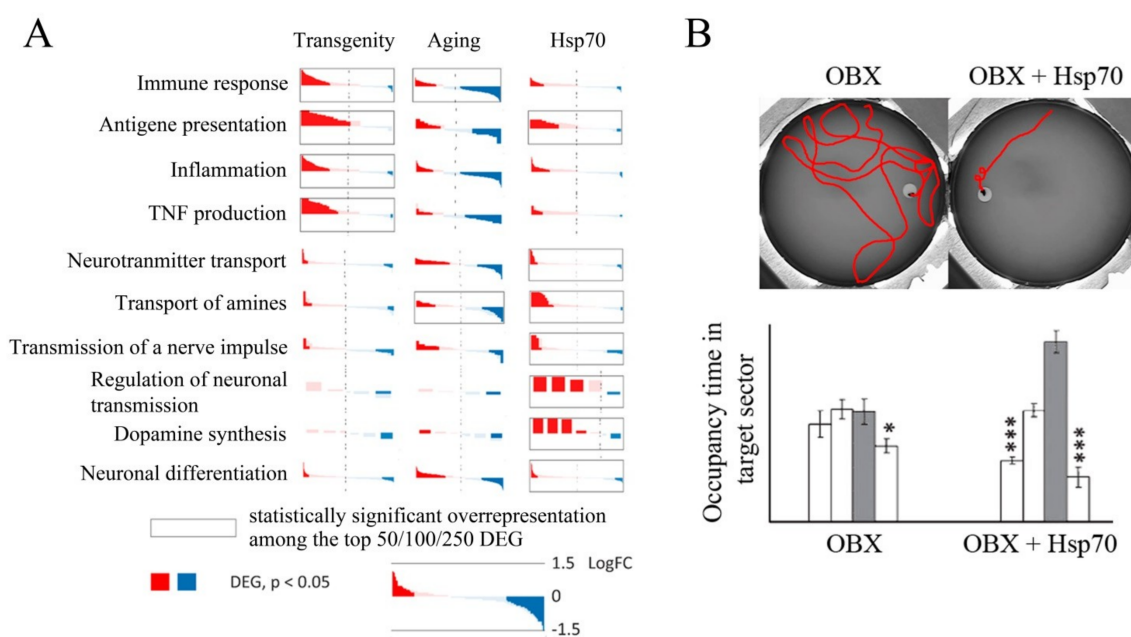 A
Transgenity Aging Hsp70
Immune response
Antigene presentation
Inflammation
TNF production
Neurotranmitter transport
Transport of amines
Transmission of a nerve impulse
Regulation of neuronal
transmission
Dopamine synthesis
Neuronal differentiation
statistically significant overrepresentation
among the top 50/100/250 DEG
DEG, p < 0.05
1.5 LogFC
0
-1.5
B
OBX OBX + Hsp70
Occupancy time in
target sector
*
***
***
OBX OBX + Hsp70